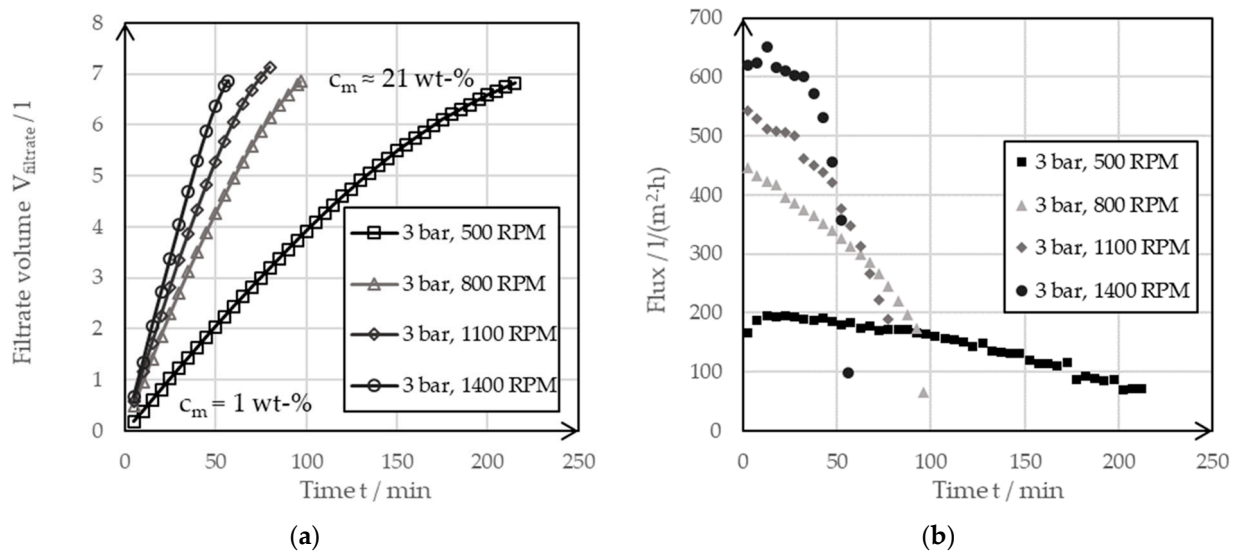 8
7
6
5
4
3
2
1
0
Filtrate volume V_filtrate / l
c_m ≈ 21 wt-%
c_m = 1 wt-%
3 bar, 500 RPM
3 bar, 800 RPM
3 bar, 1100 RPM
3 bar, 1400 RPM
0 50 100 150 200 250
Time t / min
(a)
700
600
500
400
300
200
100
0
Flux / l/(m²·h)
3 bar, 500 RPM
3 bar, 800 RPM
3 bar, 1100 RPM
3 bar, 1400 RPM
0 50 100 150 200 250
Time t / min
(b)